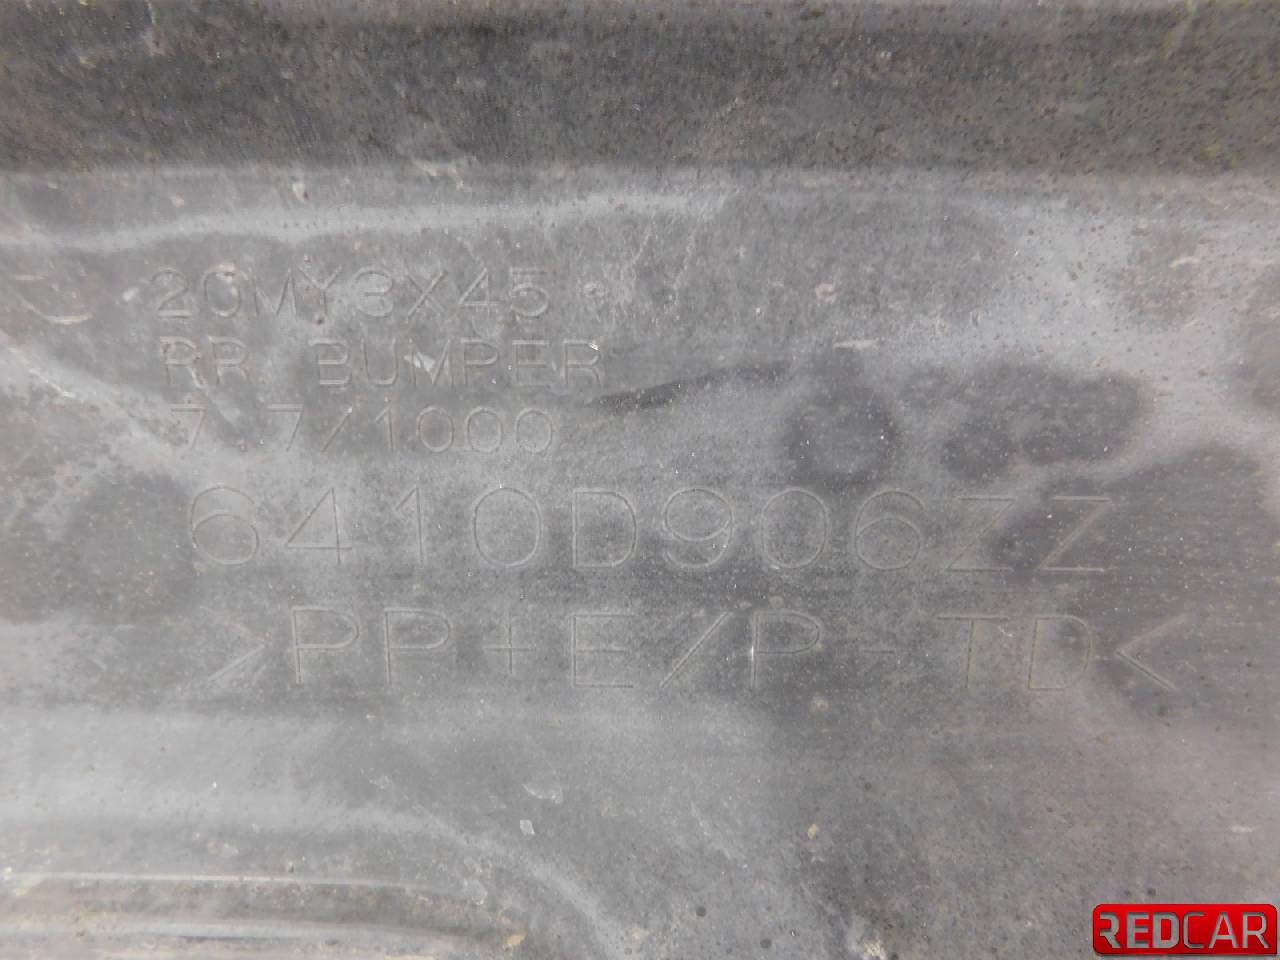 20MY3X45
RR BUMPER
7.7/1000
6410D906ZZ
>PP+E/P-TD<
REDCAR